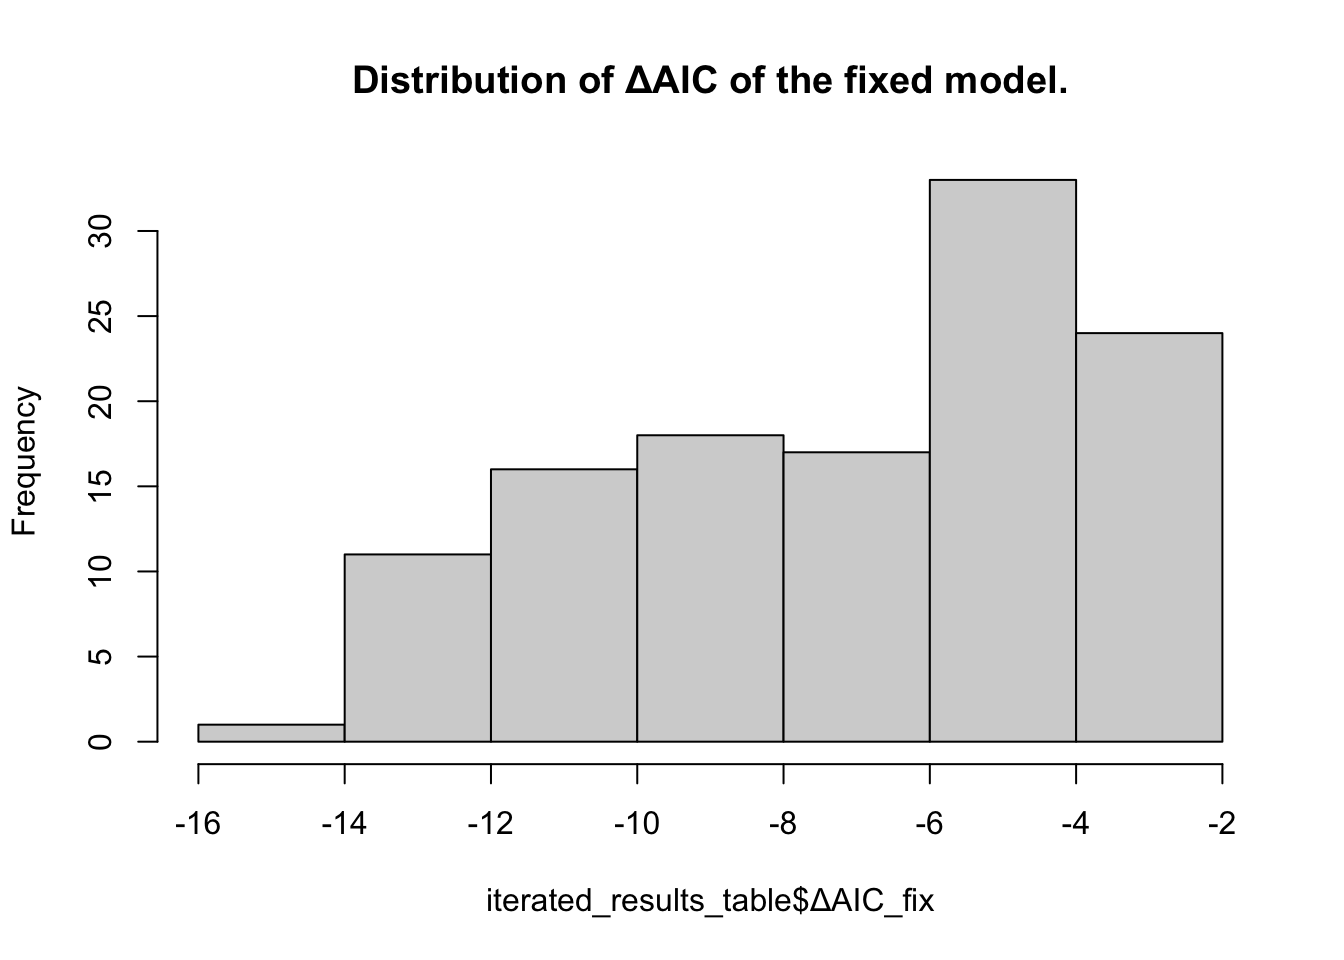 Distribution of ΔAIC of the fixed model.
Frequency
30
25
20
15
10
5
0
-16 -14 -12 -10 -8 -6 -4 -2
iterated_results_table$ΔAIC_fix